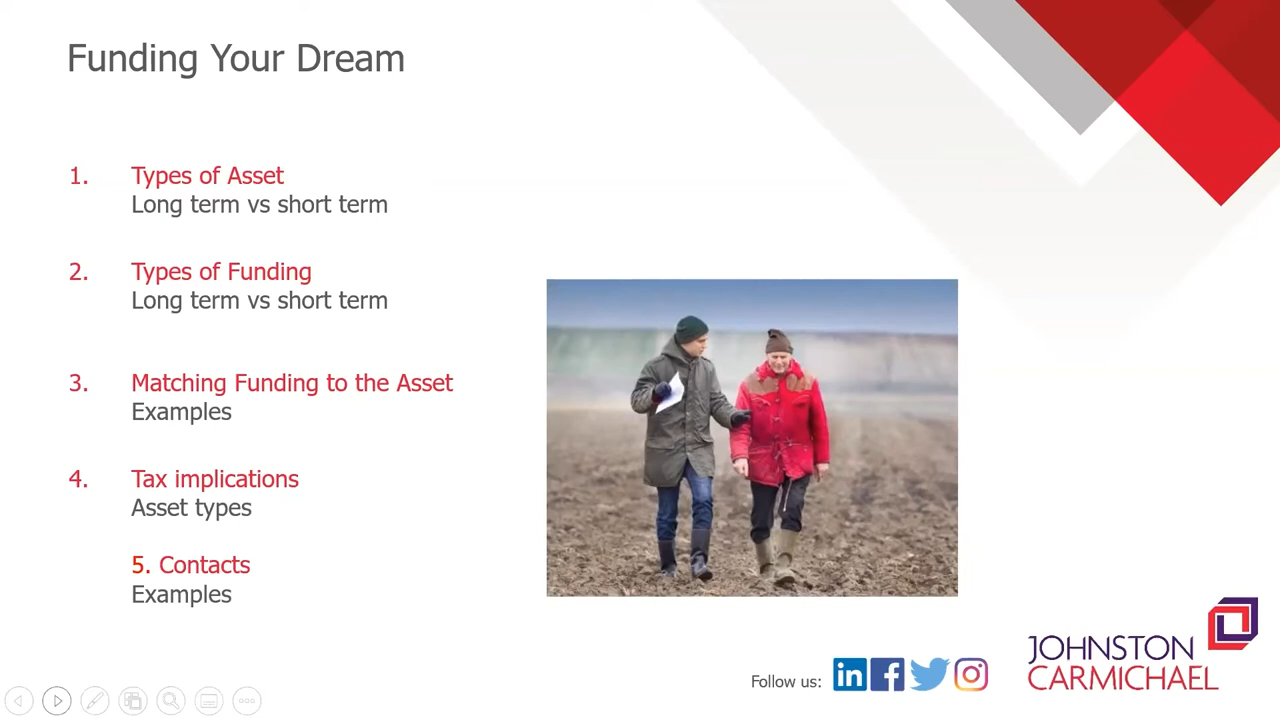 Funding Your Dream
1. Types of Asset
Long term vs short term
2. Types of Funding
Long term vs short term
3. Matching Funding to the Asset
Examples
4. Tax implications
Asset types
5. Contacts
Examples
Follow us:
JOHNSTON
CARMICHAEL